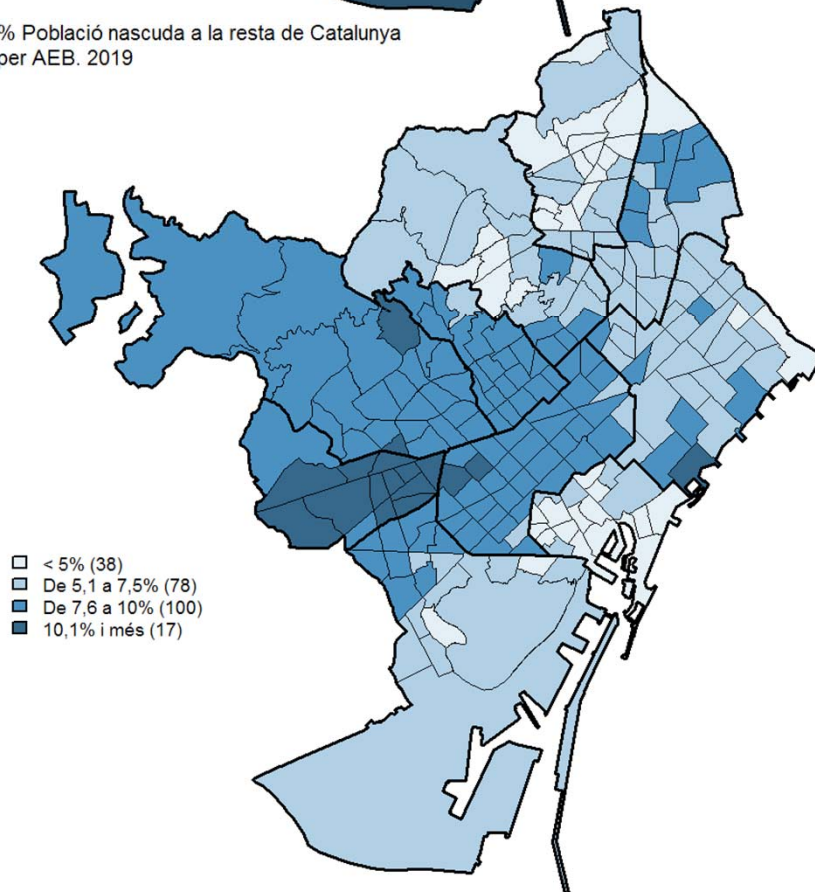 % Població nascuda a la resta de Catalunya
per AEB. 2019
< 5% (38)
De 5,1 a 7,5% (78)
De 7,6 a 10% (100)
10,1% i més (17)